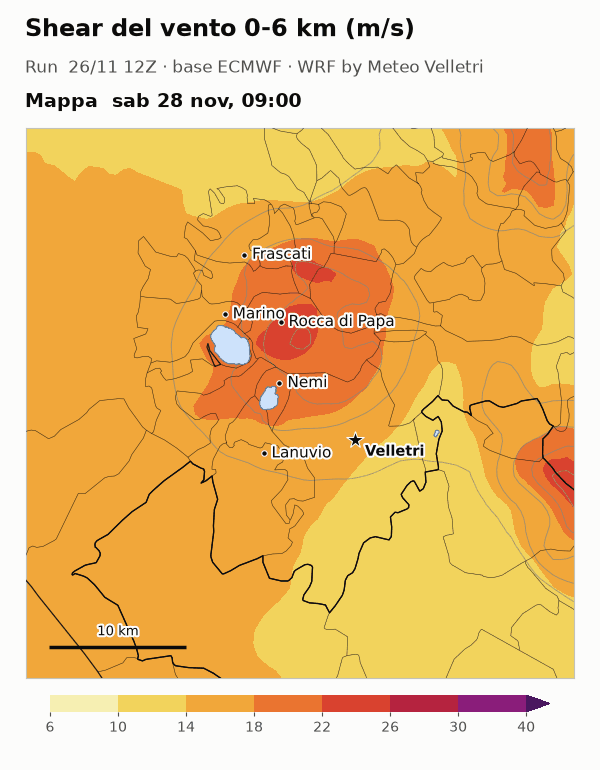 Shear del vento 0-6 km (m/s)
Run  26/11 12Z · base ECMWF · WRF by Meteo Velletri
Mappa  sab 28 nov, 09:00
Frascati
Marino
Rocca di Papa
Nemi
Velletri
Lanuvio
10 km
6 10 14 18 22 26 30 40